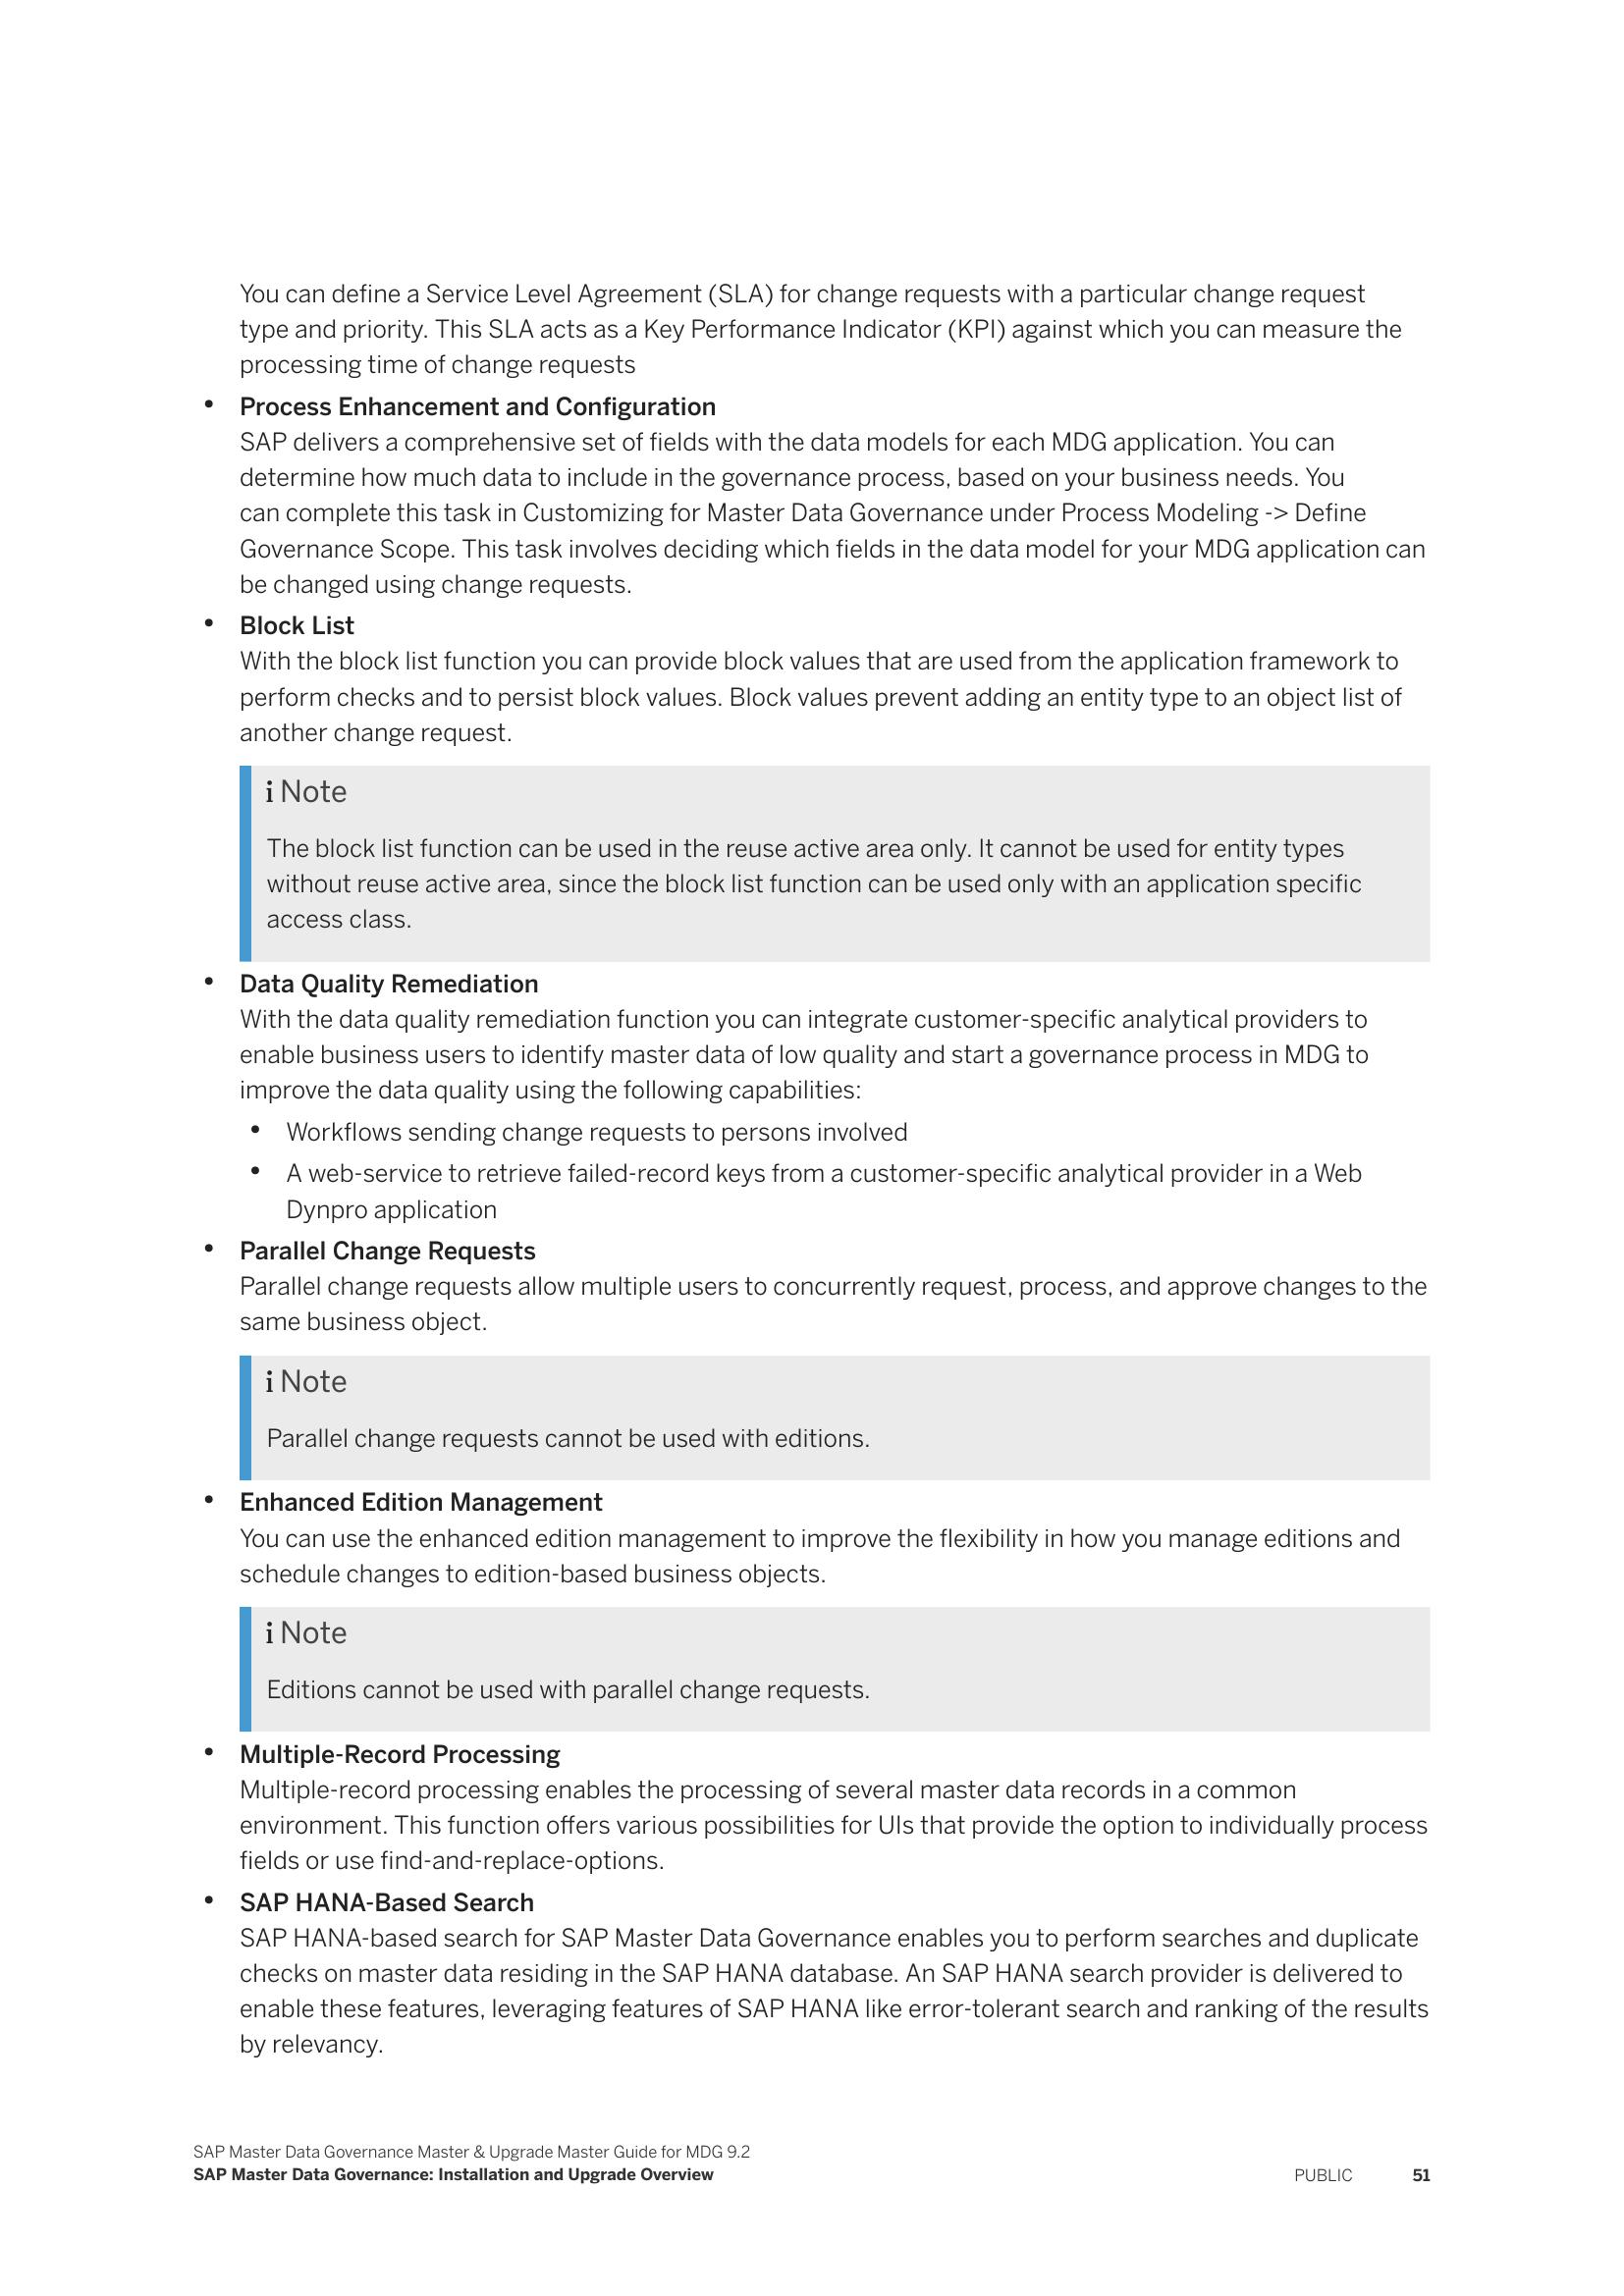 You can define a Service Level Agreement (SLA) for change requests with a particular change request
type and priority. This SLA acts as a Key Performance Indicator (KPI) against which you can measure the
processing time of change requests
• Process Enhancement and Configuration
SAP delivers a comprehensive set of fields with the data models for each MDG application. You can
determine how much data to include in the governance process, based on your business needs. You
can complete this task in Customizing for Master Data Governance under Process Modeling -> Define
Governance Scope. This task involves deciding which fields in the data model for your MDG application can
be changed using change requests.
• Block List
With the block list function you can provide block values that are used from the application framework to
perform checks and to persist block values. Block values prevent adding an entity type to an object list of
another change request.
i Note
The block list function can be used in the reuse active area only. It cannot be used for entity types
without reuse active area, since the block list function can be used only with an application specific
access class.
• Data Quality Remediation
With the data quality remediation function you can integrate customer-specific analytical providers to
enable business users to identify master data of low quality and start a governance process in MDG to
improve the data quality using the following capabilities:
• Workflows sending change requests to persons involved
• A web-service to retrieve failed-record keys from a customer-specific analytical provider in a Web
Dynpro application
• Parallel Change Requests
Parallel change requests allow multiple users to concurrently request, process, and approve changes to the
same business object.
i Note
Parallel change requests cannot be used with editions.
• Enhanced Edition Management
You can use the enhanced edition management to improve the flexibility in how you manage editions and
schedule changes to edition-based business objects.
i Note
Editions cannot be used with parallel change requests.
• Multiple-Record Processing
Multiple-record processing enables the processing of several master data records in a common
environment. This function offers various possibilities for UIs that provide the option to individually process
fields or use find-and-replace-options.
• SAP HANA-Based Search
SAP HANA-based search for SAP Master Data Governance enables you to perform searches and duplicate
checks on master data residing in the SAP HANA database. An SAP HANA search provider is delivered to
enable these features, leveraging features of SAP HANA like error-tolerant search and ranking of the results
by relevancy.
SAP Master Data Governance Master & Upgrade Master Guide for MDG 9.2
SAP Master Data Governance: Installation and Upgrade Overview PUBLIC 51